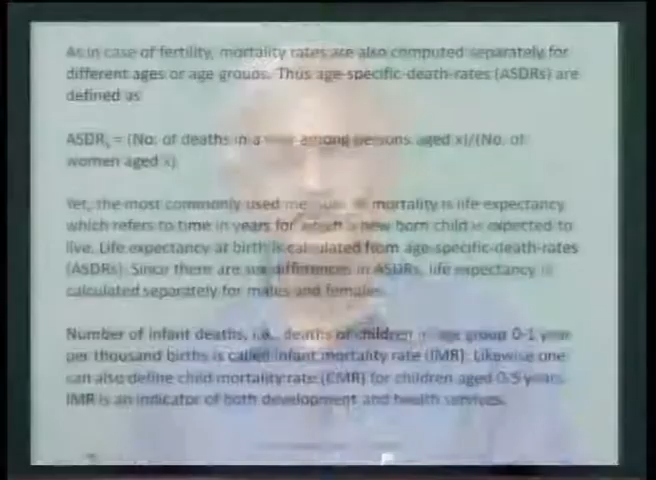 As in case of fertility, mortality rates are also computed separately for
different ages or age groups. Thus age-specific-death-rates (ASDRs) are
defined as
ASDRx = (No. of deaths in a year among persons aged x)/(No. of
women aged x)
Yet, the most commonly used measure of mortality is life expectancy
which refers to time in years for which a new born child is expected to
live. Life expectancy at birth is calculated from age-specific-death-rates
(ASDRs). Since there are sex differences in ASDRs, life expectancy is
calculated separately for males and females.
Number of infant deaths, i.e., deaths of children in age group 0-1 year
per thousand births is called infant mortality rate (IMR). Likewise one
can also define child mortality rate (CMR) for children aged 0-5 years.
IMR is an indicator of both development and health services.